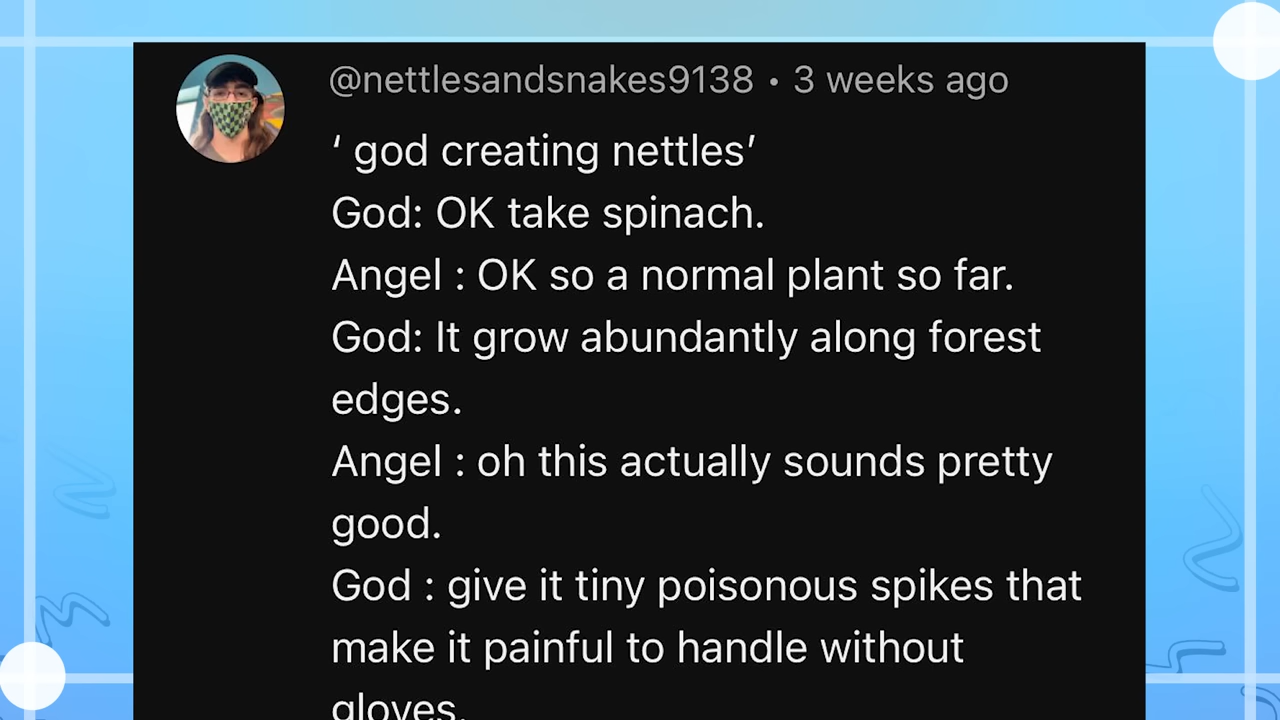 @nettlesandsnakes9138 • 3 weeks ago
‘ god creating nettles’
God: OK take spinach.
Angel : OK so a normal plant so far.
God: It grow abundantly along forest
edges.
Angel : oh this actually sounds pretty
good.
God : give it tiny poisonous spikes that
make it painful to handle without
gloves.